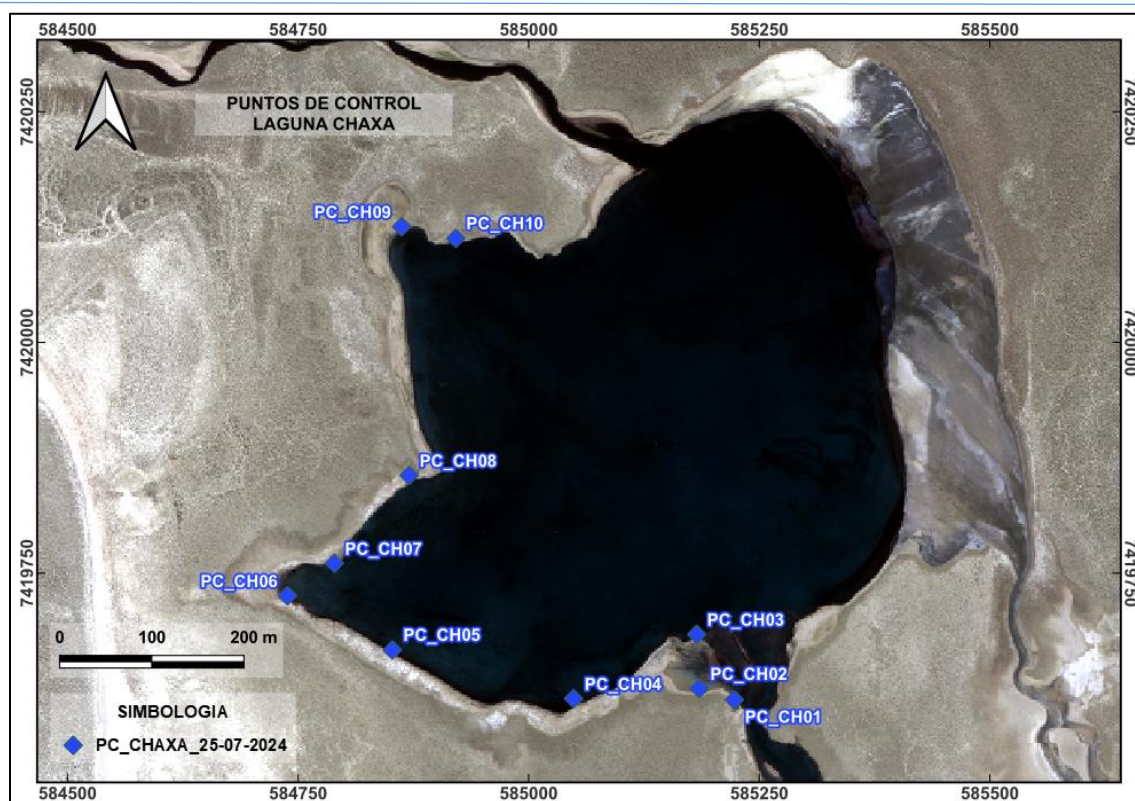 584500 584750 585000 585250 585500
7420250
7420250
PUNTOS DE CONTROL
LAGUNA CHAXA
PC_CH09
PC_CH10
7420000
7420000
PC_CH08
PC_CH07
7419750
7419750
PC_CH06
PC_CH03
PC_CH05
0 100 200 m
PC_CH02
PC_CH04
PC_CH01
SIMBOLOGIA
PC_CHAXA_25-07-2024
584500 584750 585000 585250 585500